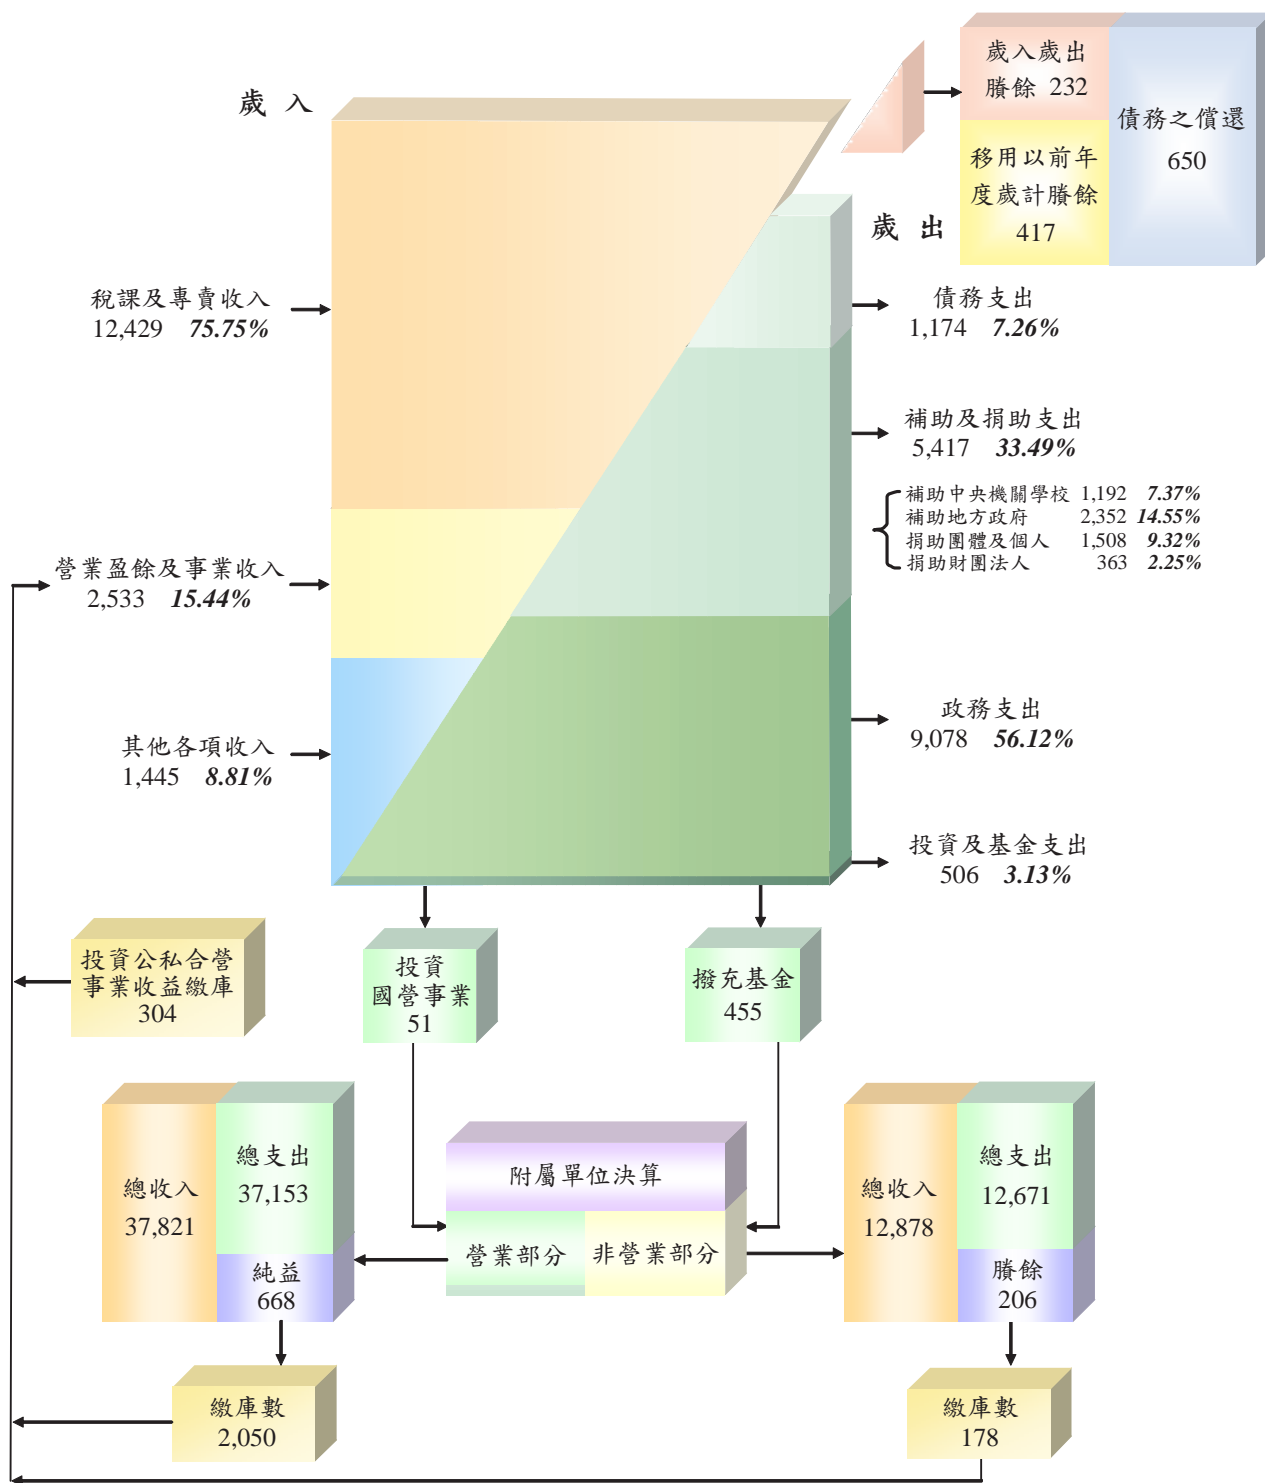 歲入
歲入歲出
賸餘 232
移用以前年
度歲計賸餘
417
債務之償還
650
歲出
稅課及專賣收入
12,429 75.75%
營業盈餘及事業收入
2,533 15.44%
其他各項收入
1,445 8.81%
債務支出
1,174 7.26%
補助及捐助支出
5,417 33.49%
補助中央機關學校 1,192 7.37%
補助地方政府 2,352 14.55%
捐助團體及個人 1,508 9.32%
捐助財團法人 363 2.25%
政務支出
9,078 56.12%
投資及基金支出
506 3.13%
投資公私合營
事業收益繳庫
304
投資
國營事業
51
撥充基金
455
總收入
37,821
總支出
37,153
純益
668
附屬單位決算
營業部分
非營業部分
總收入
12,878
總支出
12,671
賸餘
206
繳庫數
2,050
繳庫數
178